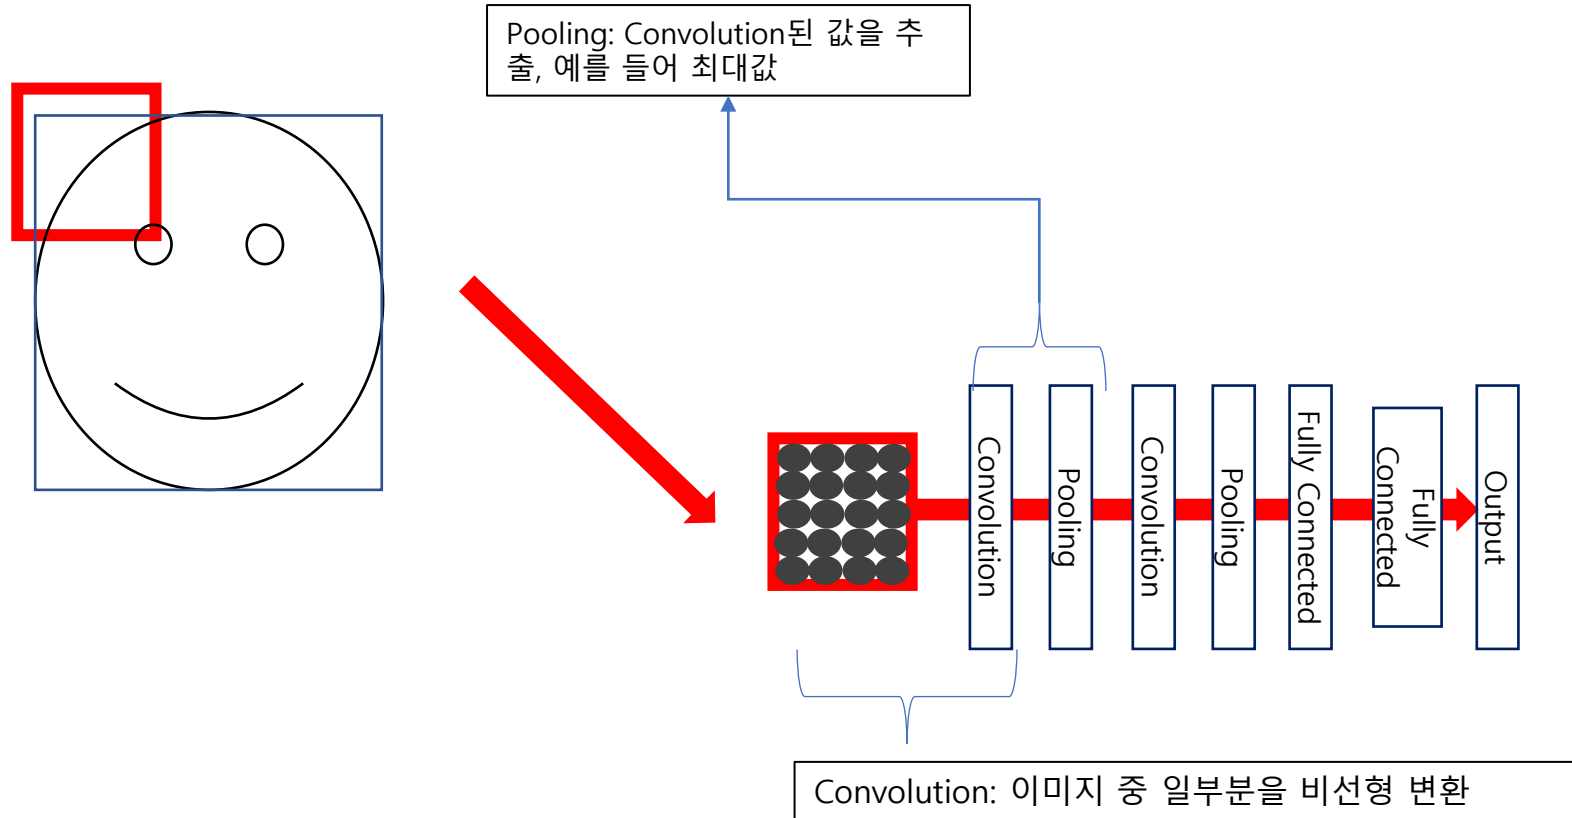 Pooling: Convolution된 값을 추
출, 예를 들어 최대값
Convolution
Pooling
Convolution
Pooling
Fully Connected
Fully
Connected
Output
Convolution: 이미지 중 일부분을 비선형 변환